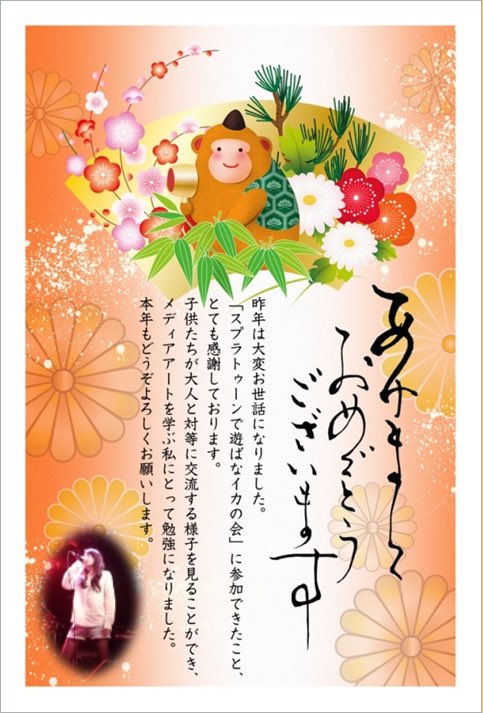 あけまして
おめでとう
ございます
昨年は大変お世話になりました。
「スプラトゥーンで遊ばなイカの会」に参加できたこと、
とても感謝しております。
子供たちが大人と対等に交流する様子を見ることができ、
メディアアートを学ぶ私にとって勉強になりました。
本年もどうぞよろしくお願いします。